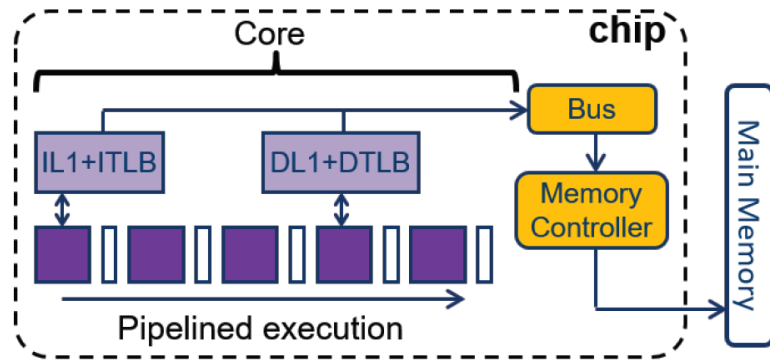 Core
chip
Bus
IL1+ITLB
DL1+DTLB
Memory
Controller
Main Memory
Pipelined execution